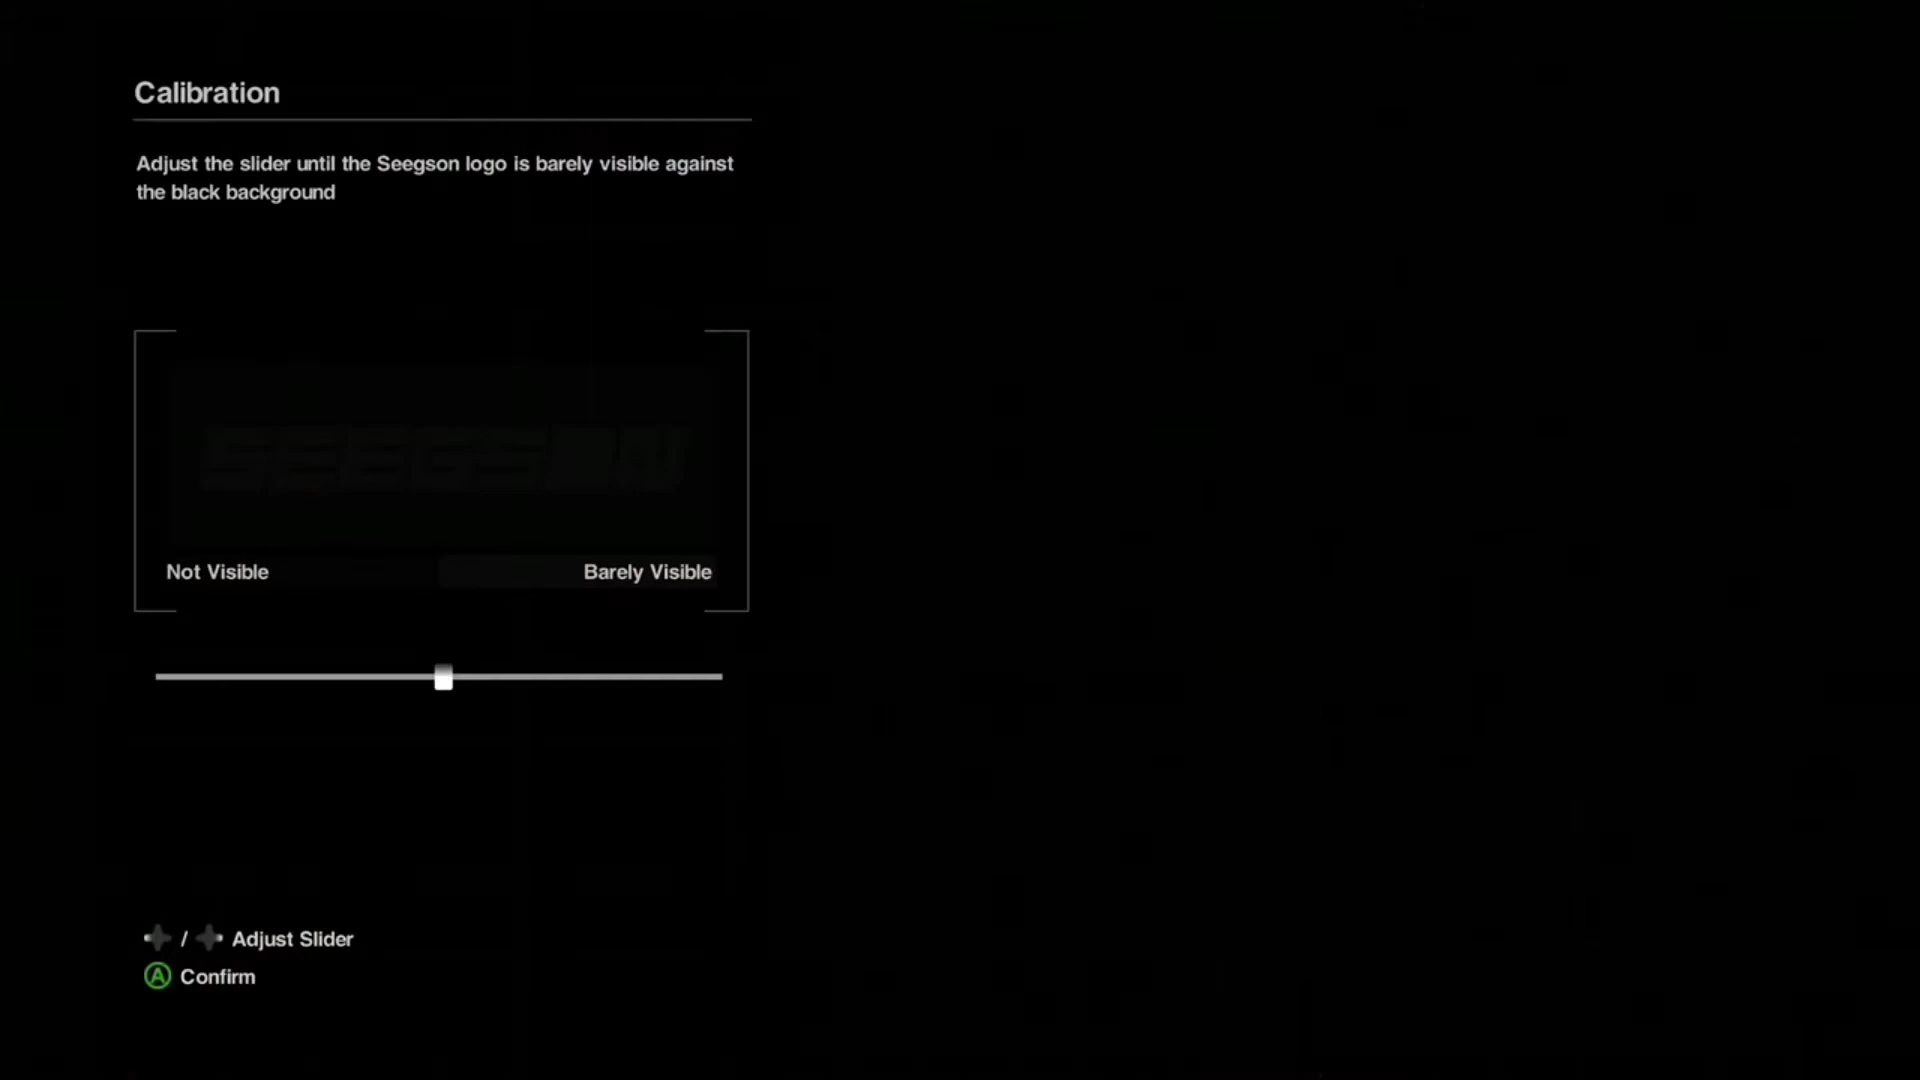 Calibration
Adjust the slider until the Seegson logo is barely visible against
the black background
SEEGSON
Not Visible
Barely Visible
/ Adjust Slider
A Confirm